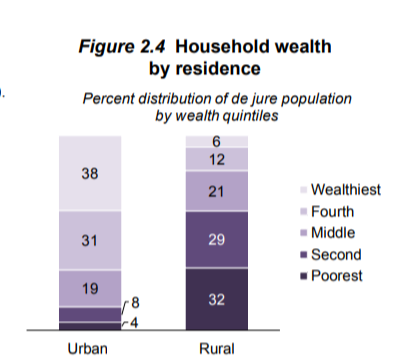 Figure 2.4 Household wealth
by residence
Percent distribution of de jure population
by wealth quintiles
).
38
31
19
8
4
Urban
6
12
21
29
32
Rural
Wealthiest
Fourth
Middle
Second
Poorest